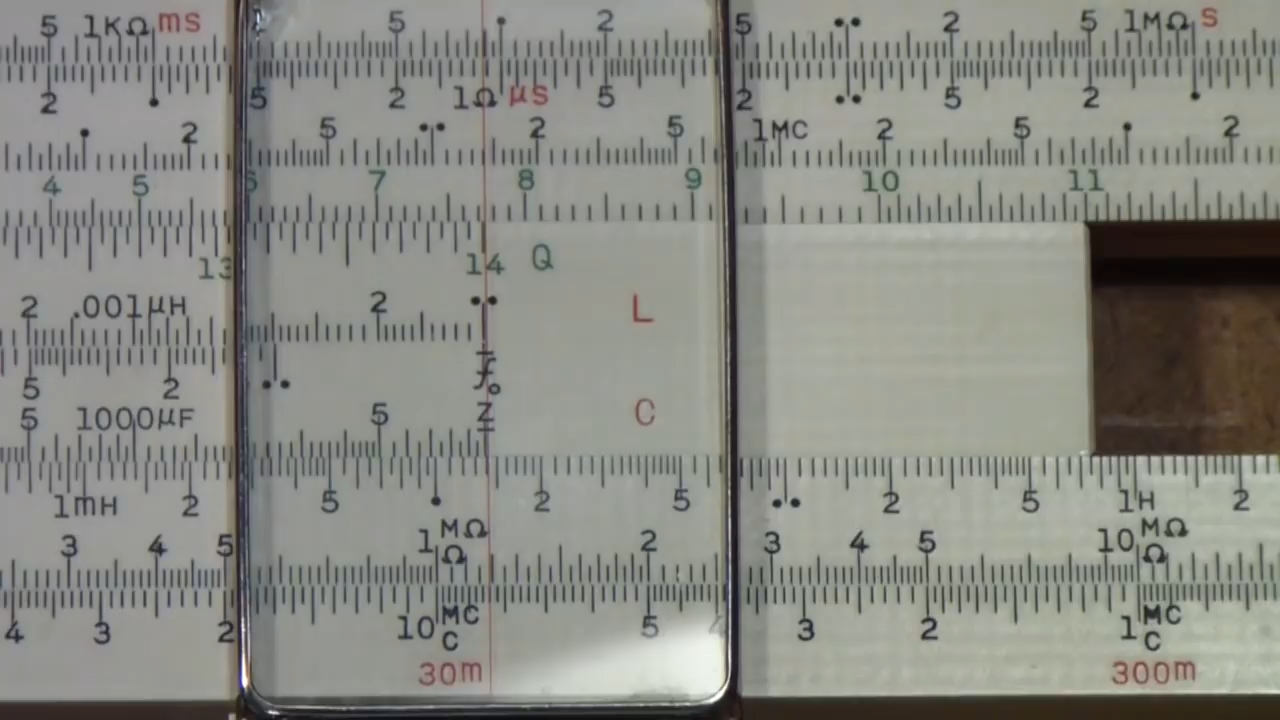 5 1KΩ ms 5 2 5 2 5 1MΩ s
2 5 2 1Ω μs 5 2 5 2
2 5 2 5 1MC 2 5 2
4 5 6 7 8 9 10 11
13 14 Q
2 .001μH 2 L
5 2 f₀
5 1000μF 5 Z C
1mH 2 5 2 5 2 5 1H 2
3 4 5 1 MΩ Ω 2 3 4 5 10 MΩ Ω
4 3 2 10 MC C 5 4 3 2 1 MC C
30m 300m